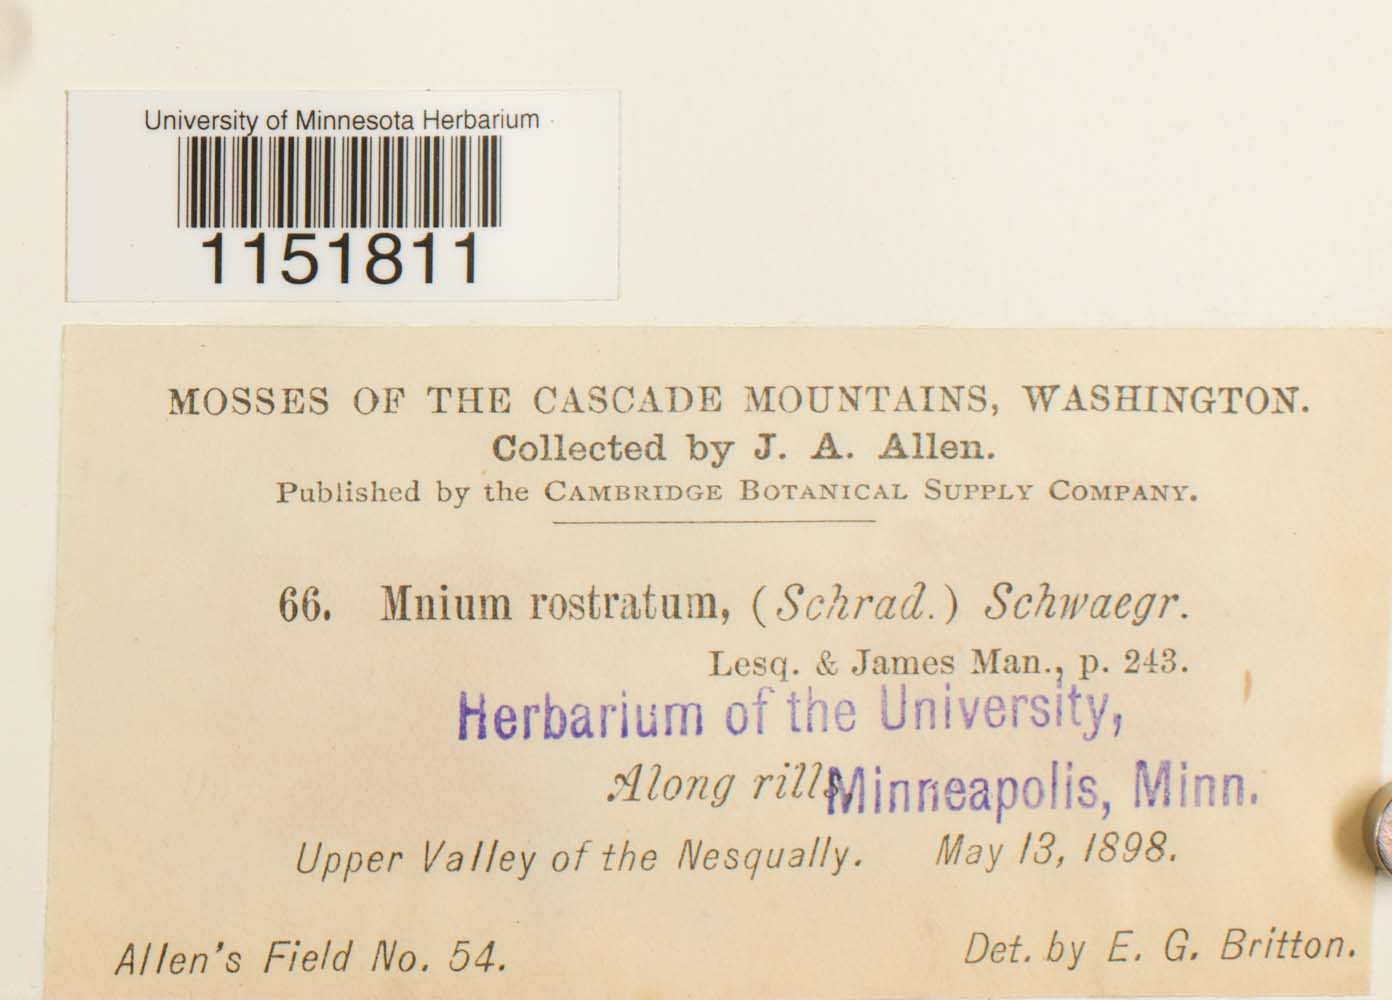 University of Minnesota Herbarium
1151811
MOSSES OF THE CASCADE MOUNTAINS, WASHINGTON.
Collected by J. A. Allen.
Published by the CAMBRIDGE BOTANICAL SUPPLY COMPANY.
66. Mnium rostratum, (Schrad.) Schwaegr.
Lesq. & James Man., p. 243.
Herbarium of the University,
Along rills,
Minneapolis, Minn.
Upper Valley of the Nesqually. May 13, 1898.
Allen's Field No. 54. Det. by E. G. Britton.